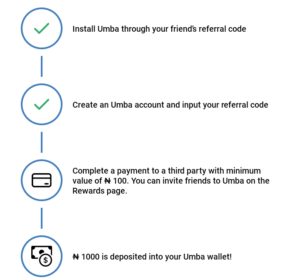 Install Umba through your friend's referral code
Create an Umba account and input your referral code
Complete a payment to a third party with minimum
value of ₦ 100. You can invite friends to Umba on the
Rewards page.
₦ 1000 is deposited into your Umba wallet!